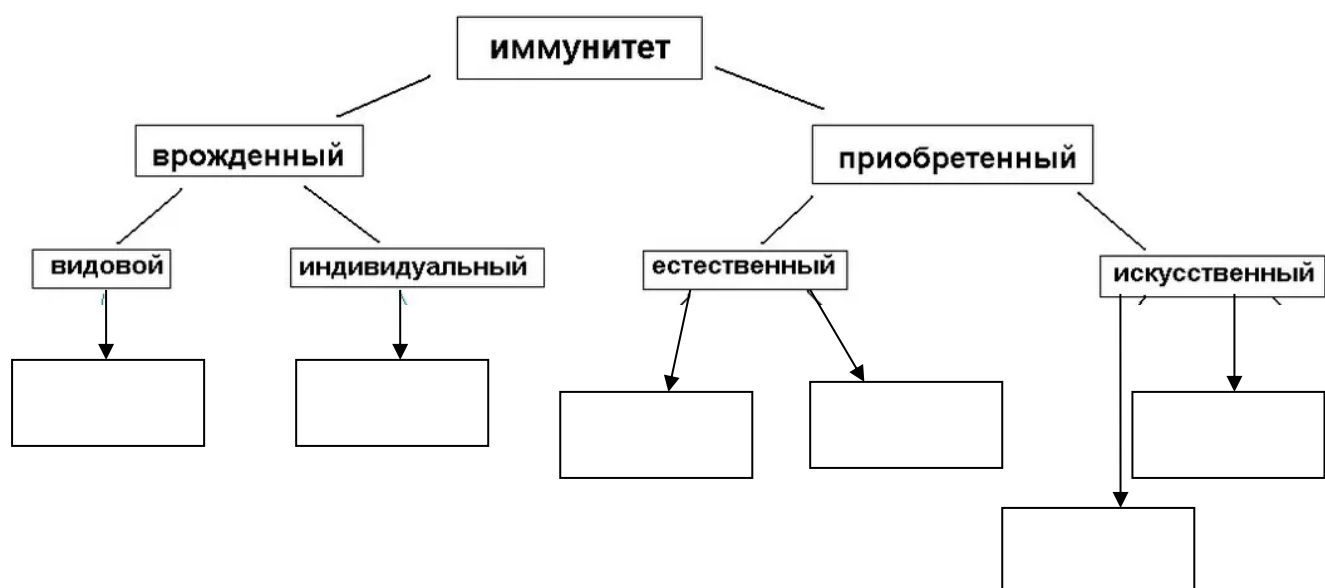 иммунитет
врожденный
приобретенный
видовой
индивидуальный
естественный
искусственный